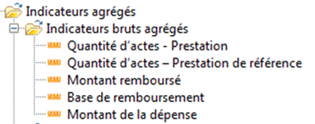 Indicateurs agrégés
Indicateurs bruts agrégés
Quantité d'actes - Prestation
Quantité d'actes – Prestation de référence
Montant remboursé
Base de remboursement
Montant de la dépense